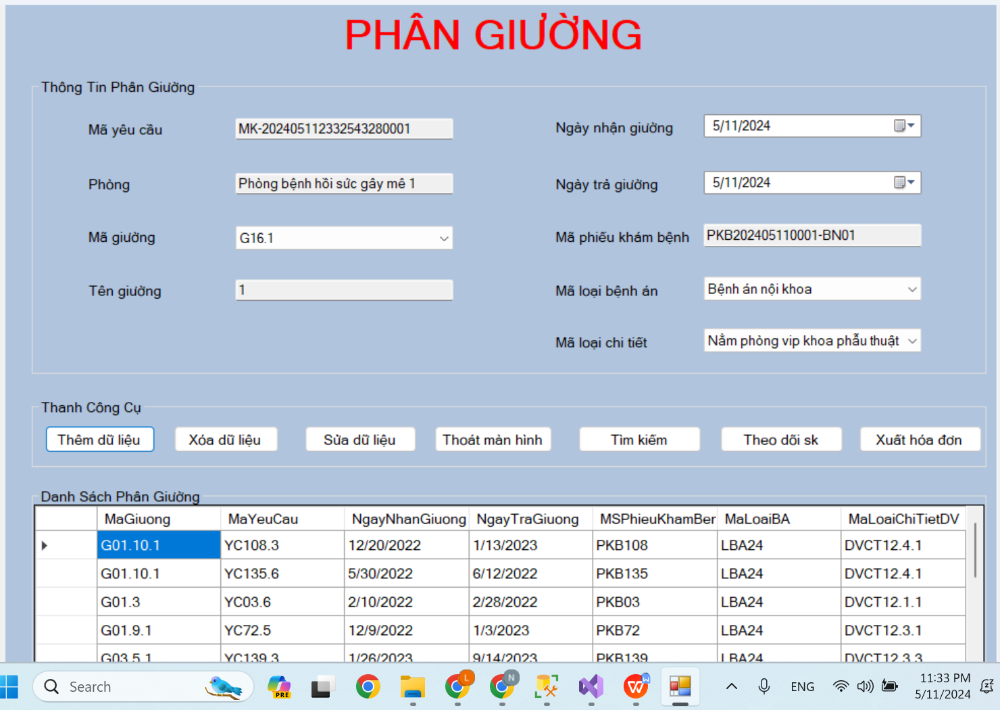 PHÂN GIƯỜNG
Thông Tin Phân Giường
Mã yêu cầu
MK-202405112332543280001
Ngày nhận giường
5/11/2024
Phòng
Phòng bệnh hồi sức gây mê 1
Ngày trả giường
5/11/2024
Mã giường
G16.1
Mã phiếu khám bệnh
PKB202405110001-BN01
Tên giường
1
Mã loại bệnh án
Bệnh án nội khoa
Mã loại chi tiết
Nằm phòng vip khoa phẫu thuật
Thanh Công Cụ
Thêm dữ liệu Xóa dữ liệu Sửa dữ liệu Thoát màn hình Tìm kiếm Theo dõi sk Xuất hóa đơn
Danh Sách Phân Giường
MaGiuong MaYeuCau NgayNhanGiuong NgayTraGiuong MSPhieuKhamBer MaLoaiBA MaLoaiChiTietDV
G01.10.1 YC108.3 12/20/2022 1/13/2023 PKB108 LBA24 DVCT12.4.1
G01.10.1 YC135.6 5/30/2022 6/12/2022 PKB135 LBA24 DVCT12.4.1
G01.3 YC03.6 2/10/2022 2/28/2022 PKB03 LBA24 DVCT12.1.1
G01.9.1 YC72.5 12/9/2022 1/3/2023 PKB72 LBA24 DVCT12.3.1
G03.5.1 YC139.3 1/26/2023 9/14/2023 PKB139 LBA24 DVCT12.3.3
Search
PRE
L
N
W
ENG
11:33 PM
5/11/2024